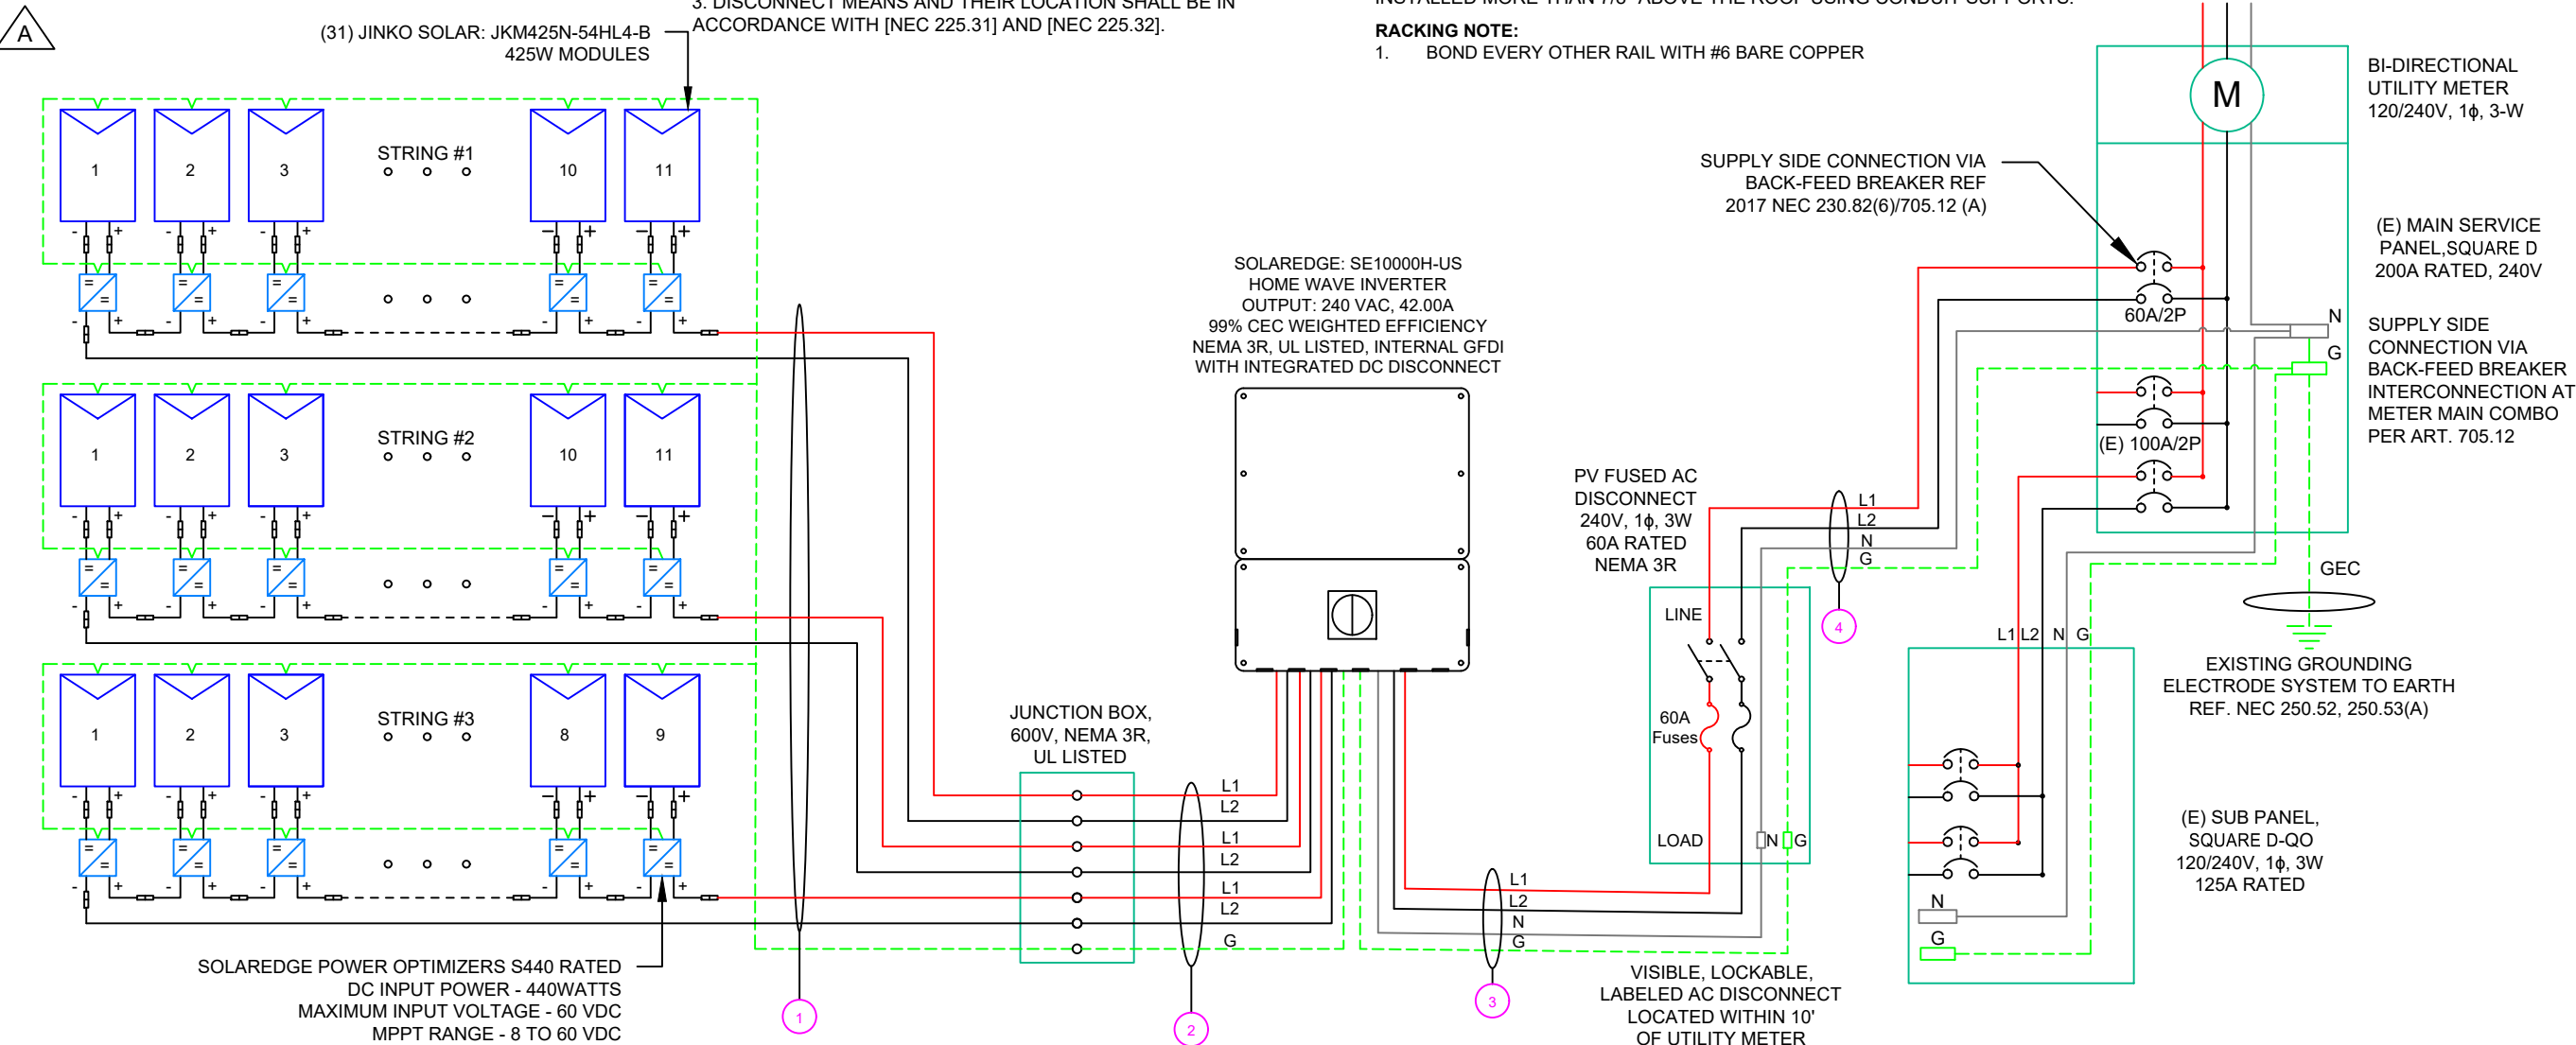 A
(31) JINKO SOLAR: JKM425N-54HL4-B
425W MODULES
3. DISCONNECT MEANS AND THEIR LOCATION SHALL BE IN
ACCORDANCE WITH [NEC 225.31] AND [NEC 225.32].
INSTALLED MORE THAN 7/8" ABOVE THE ROOF USING CONDUIT SUPPORTS.
RACKING NOTE:
1. BOND EVERY OTHER RAIL WITH #6 BARE COPPER
M
BI-DIRECTIONAL
UTILITY METER
120/240V, 1ϕ, 3-W
STRING #1
1 2 3 10 11
- + - + - + - + - +
= = = = = = = = = =
- + - + - + - + - +
STRING #2
1 2 3 10 11
- + - + - + - + - +
= = = = = = = = = =
- + - + - + - + - +
STRING #3
1 2 3 8 9
- + - + - + - + - +
= = = = = = = = = =
- + - + - + - + - +
SOLAREDGE POWER OPTIMIZERS S440 RATED
DC INPUT POWER - 440WATTS
MAXIMUM INPUT VOLTAGE - 60 VDC
MPPT RANGE - 8 TO 60 VDC
1
JUNCTION BOX,
600V, NEMA 3R,
UL LISTED
L1
L2
L1
L2
L1
L2
G
2
SOLAREDGE: SE10000H-US
HOME WAVE INVERTER
OUTPUT: 240 VAC, 42.00A
99% CEC WEIGHTED EFFICIENCY
NEMA 3R, UL LISTED, INTERNAL GFDI
WITH INTEGRATED DC DISCONNECT
L1
L2
N
G
3
PV FUSED AC
DISCONNECT
240V, 1ϕ, 3W
60A RATED
NEMA 3R
LINE
60A
Fuses
LOAD
N G
VISIBLE, LOCKABLE,
LABELED AC DISCONNECT
LOCATED WITHIN 10'
OF UTILITY METER
L1
L2
N
G
4
SUPPLY SIDE CONNECTION VIA
BACK-FEED BREAKER REF
2017 NEC 230.82(6)/705.12 (A)
60A/2P
(E) 100A/2P
N
G
(E) MAIN SERVICE
PANEL,SQUARE D
200A RATED, 240V
SUPPLY SIDE
CONNECTION VIA
BACK-FEED BREAKER
INTERCONNECTION AT
METER MAIN COMBO
PER ART. 705.12
GEC
EXISTING GROUNDING
ELECTRODE SYSTEM TO EARTH
REF. NEC 250.52, 250.53(A)
L1 L2 N G
N
G
(E) SUB PANEL,
SQUARE D-QO
120/240V, 1ϕ, 3W
125A RATED